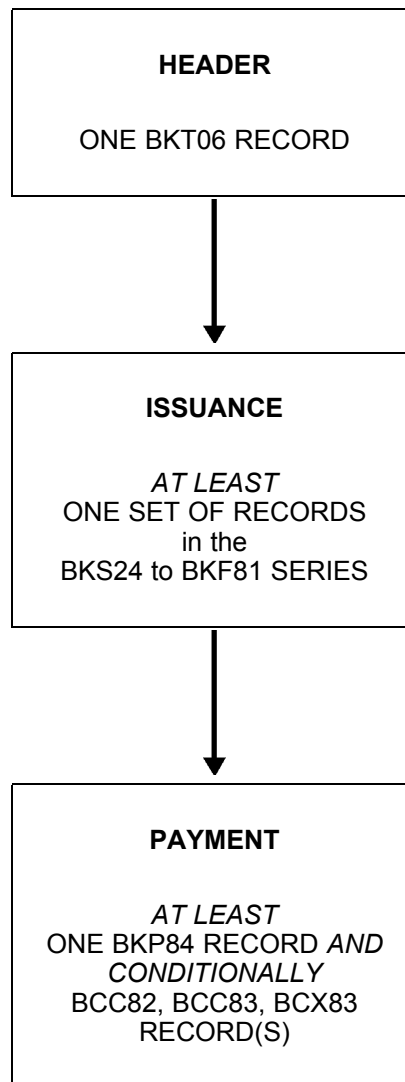 HEADER
ONE BKT06 RECORD
ISSUANCE
AT LEAST
ONE SET OF RECORDS
in the
BKS24 to BKF81 SERIES
PAYMENT
AT LEAST
ONE BKP84 RECORD AND
CONDITIONALLY
BCC82, BCC83, BCX83
RECORD(S)